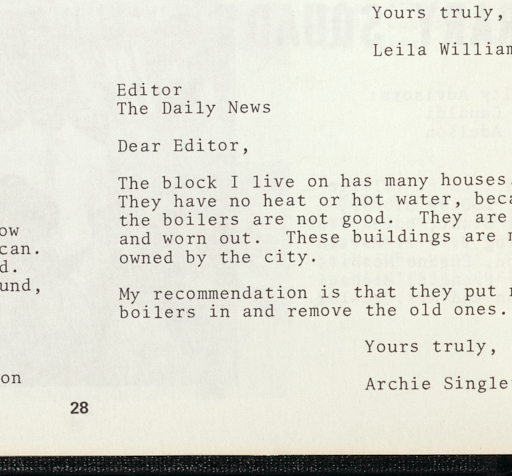 Yours truly,
Leila William
Editor
The Daily News
Dear Editor,
The block I live on has many houses.
They have no heat or hot water, beca
the boilers are not good. They are
and worn out. These buildings are
owned by the city.
My recommendation is that they put
boilers in and remove the old ones.
Yours truly,
Archie Single
ow
can.
d.
und,
on
28